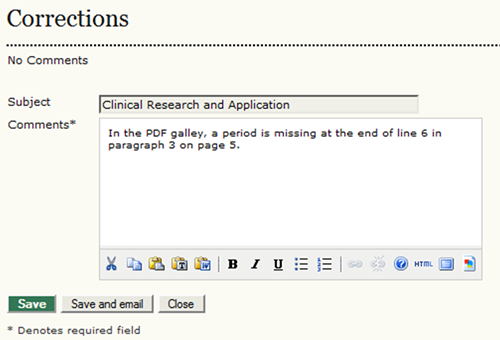 Corrections
No Comments
Subject
Clinical Research and Application
Comments*
In the PDF galley, a period is missing at the end of line 6 in
paragraph 3 on page 5.
B I U HTML
Save Save and email Close
* Denotes required field